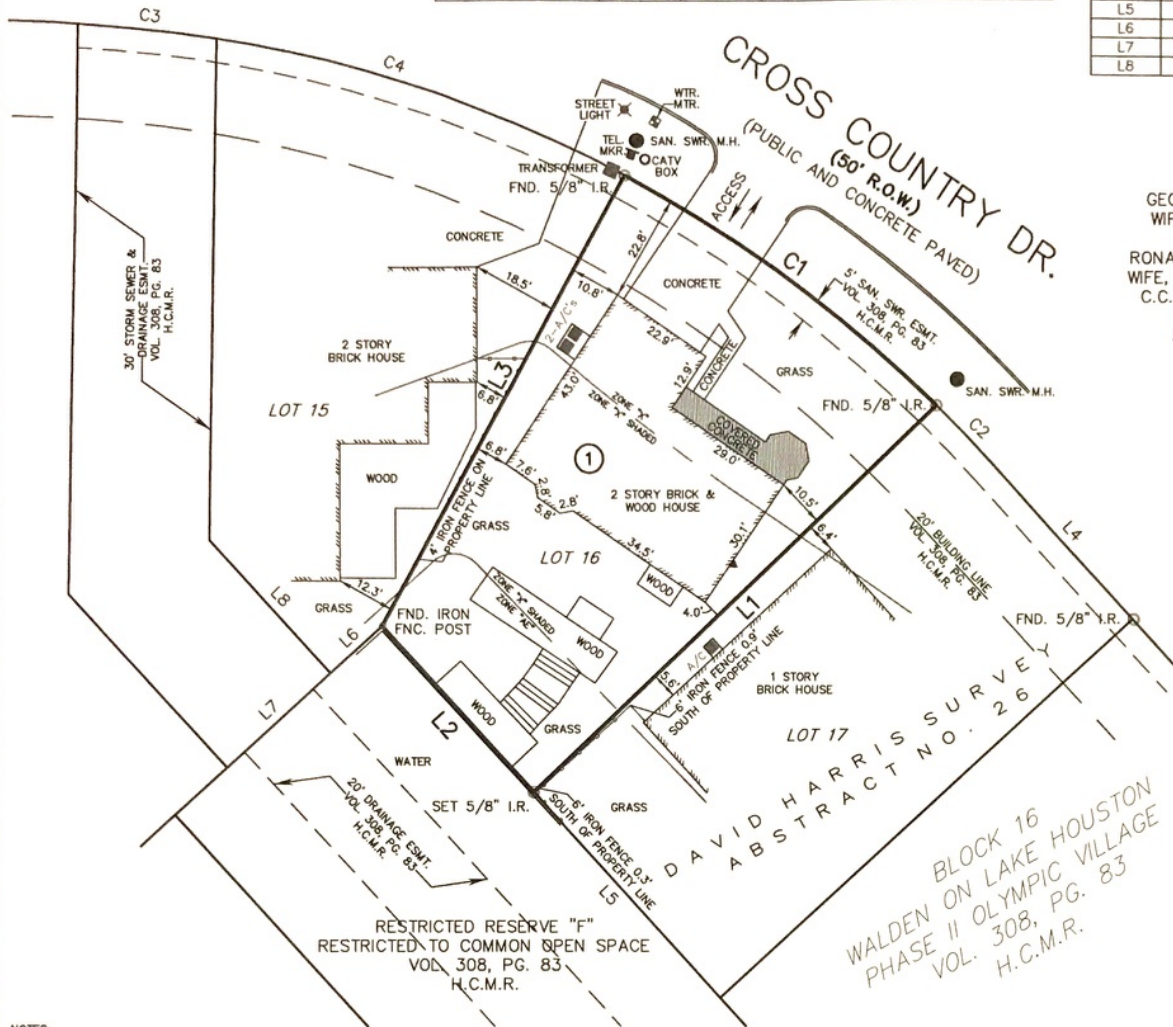 L5
L6
L7
L8
C3
C4
CROSS COUNTRY DR.
(50' R.O.W.)
(PUBLIC AND CONCRETE PAVED)
STREET
LIGHT
WTR.
MTR.
TEL.
MKR.
SAN. SWR. M.H.
CATV
BOX
TRANSFORMER
FND. 5/8" I.R.
ACCESS
RONA
WIFE,
C.C.
30' STORM SEWER &
DRAINAGE ESMT.
VOL. 308, PG. 83
H.C.M.R.
CONCRETE
18.5'
10.8'
22.8'
CONCRETE
C1
5' SAN. SWR. ESMT.
VOL. 308, PG. 83
H.C.M.R.
2 STORY
BRICK HOUSE
LOT 15
L3
6.8'
2-A/C's
22.9'
12.9'
CONCRETE
GRASS
43.0'
ZONE "X"
ZONE "X" SHADED
COVERED
CONCRETE
29.0'
FND. 5/8" I.R.
SAN. SWR. M.H.
C2
WOOD
6.8'
7.6'
2.8'
5.8'
2.8'
1
2 STORY BRICK &
WOOD HOUSE
10.5'
6.4'
30.1'
34.5'
20' BUILDING LINE
VOL. 308, PG. 83
H.C.M.R.
L4
4' IRON FENCE ON
PROPERTY LINE
GRASS
LOT 16
WOOD
4.0'
L1
12.3'
GRASS
L8
L6
FND. IRON
FNC. POST
ZONE "X" SHADED
ZONE "AE"
WOOD
WOOD
A/C
5.6'
6' IRON FENCE 0.9'
SOUTH OF PROPERTY LINE
1 STORY
BRICK HOUSE
FND. 5/8" I.R.
LOT 17
L7
L2
WATER
GRASS
20' DRAINAGE ESMT.
VOL. 308, PG. 83
H.C.M.R.
SET 5/8" I.R.
6' IRON FENCE 0.3'
SOUTH OF PROPERTY LINE
GRASS
L5
DAVID HARRIS SURVEY
ABSTRACT NO. 26
RESTRICTED RESERVE "F"
RESTRICTED TO COMMON OPEN SPACE
VOL. 308, PG. 83
H.C.M.R.
BLOCK 16
WALDEN ON LAKE HOUSTON
PHASE II OLYMPIC VILLAGE
VOL. 308, PG. 83
H.C.M.R.